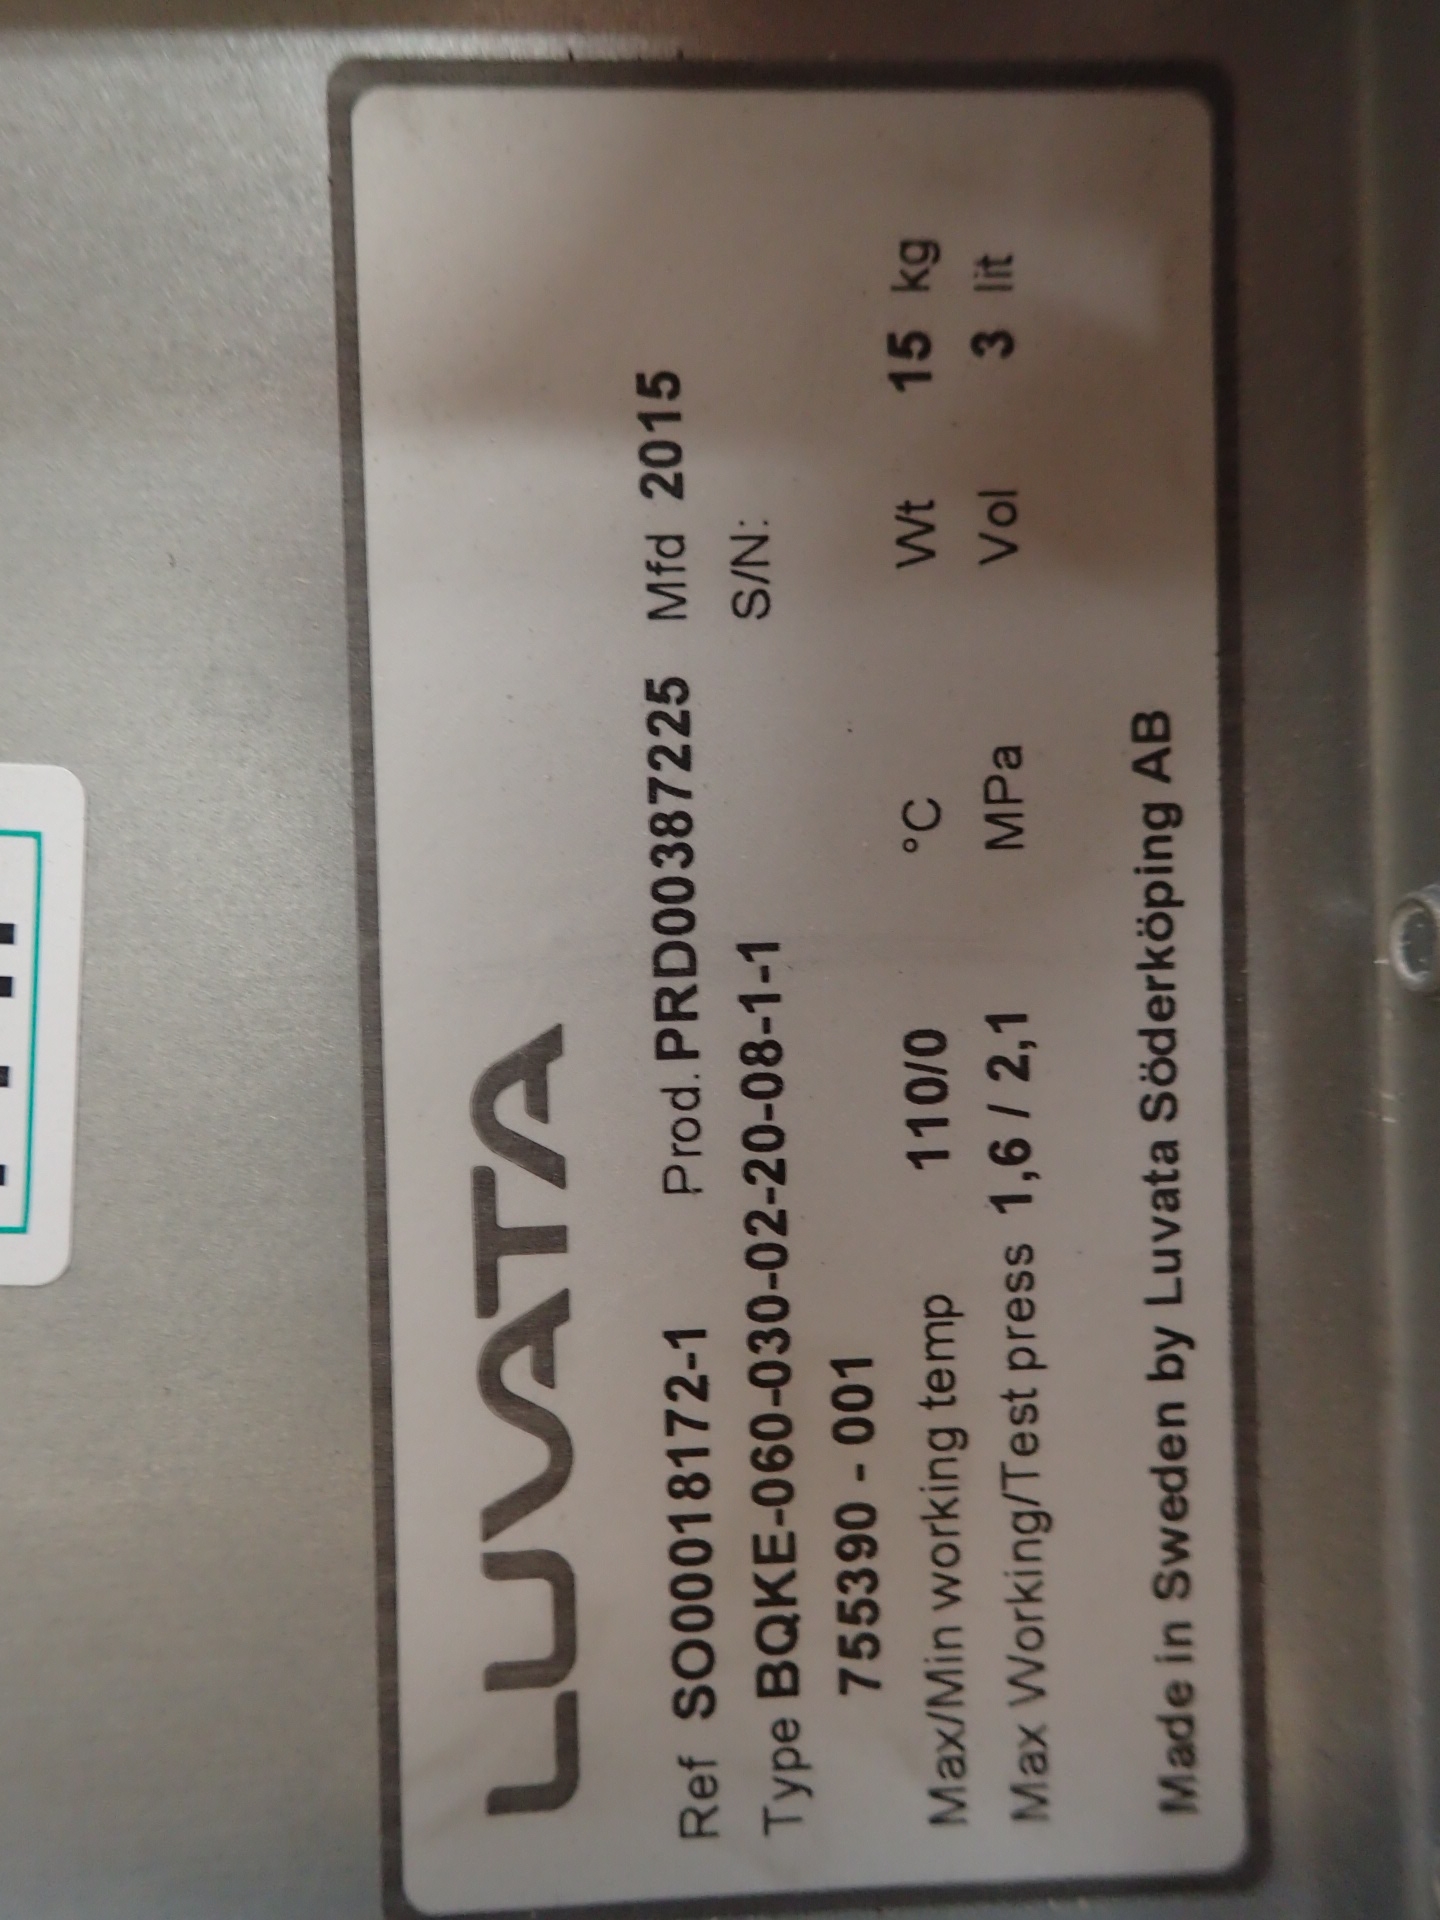 LUVATA
Ref SO00018172-1 Prod. PRD00387225 Mfd 2015
Type BQKE-060-030-02-20-08-1-1 S/N:
755390 - 001
Max/Min working temp 110/0 °C Wt 15 kg
Max Working/Test press 1,6 / 2,1 MPa Vol 3 lit
Made in Sweden by Luvata Söderköping AB